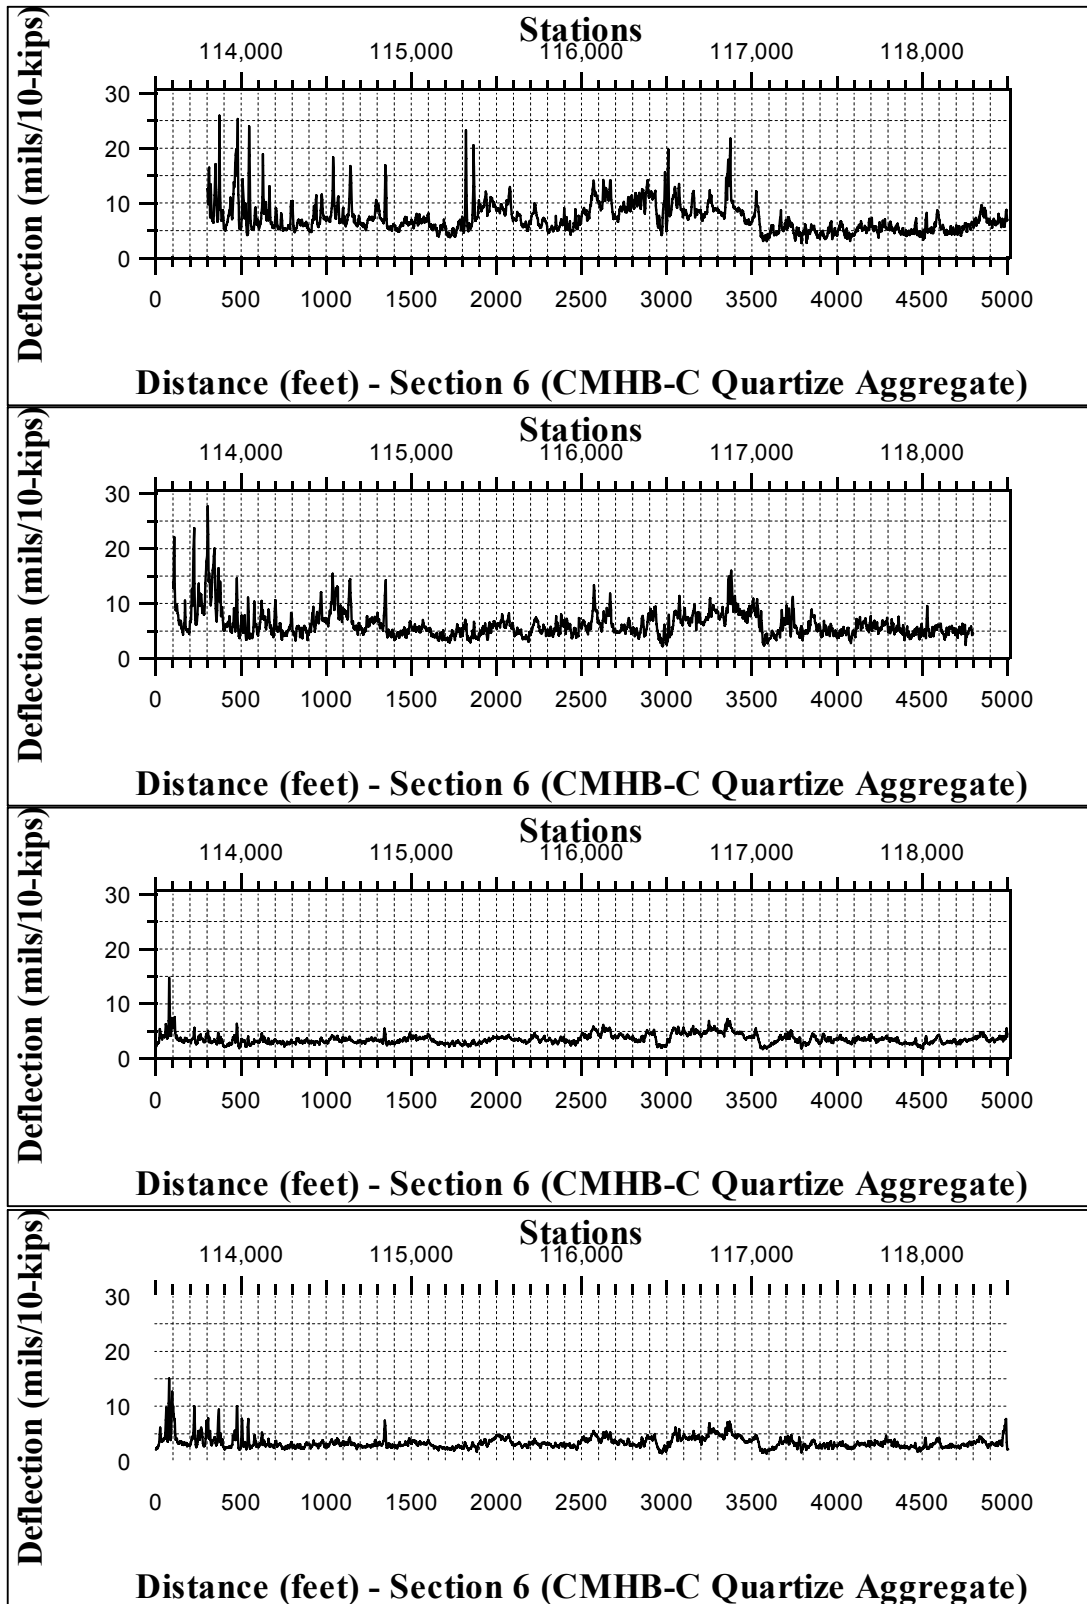 Stations
114,000 115,000 116,000 117,000 118,000
Deflection (mils/10-kips)
30
20
10
0
0 500 1000 1500 2000 2500 3000 3500 4000 4500 5000
Distance (feet) - Section 6 (CMHB-C Quartize Aggregate)
Stations
114,000 115,000 116,000 117,000 118,000
Deflection (mils/10-kips)
30
20
10
0
0 500 1000 1500 2000 2500 3000 3500 4000 4500 5000
Distance (feet) - Section 6 (CMHB-C Quartize Aggregate)
Stations
114,000 115,000 116,000 117,000 118,000
Deflection (mils/10-kips)
30
20
10
0
0 500 1000 1500 2000 2500 3000 3500 4000 4500 5000
Distance (feet) - Section 6 (CMHB-C Quartize Aggregate)
Stations
114,000 115,000 116,000 117,000 118,000
Deflection (mils/10-kips)
30
20
10
0
0 500 1000 1500 2000 2500 3000 3500 4000 4500 5000
Distance (feet) - Section 6 (CMHB-C Quartize Aggregate)